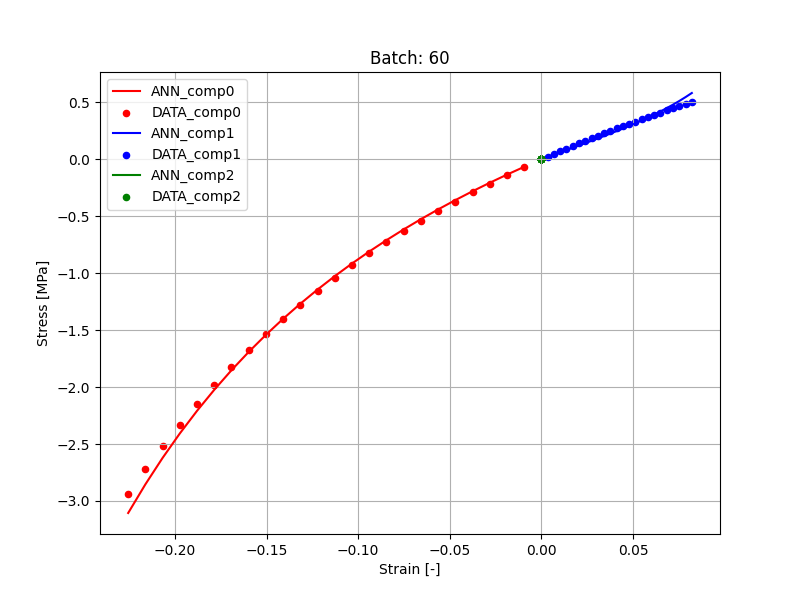 Batch: 60
ANN_comp0
DATA_comp0
ANN_comp1
DATA_comp1
ANN_comp2
DATA_comp2
0.5
0.0
−0.5
−1.0
−1.5
−2.0
−2.5
−3.0
Stress [MPa]
−0.20 −0.15 −0.10 −0.05 0.00 0.05
Strain [-]